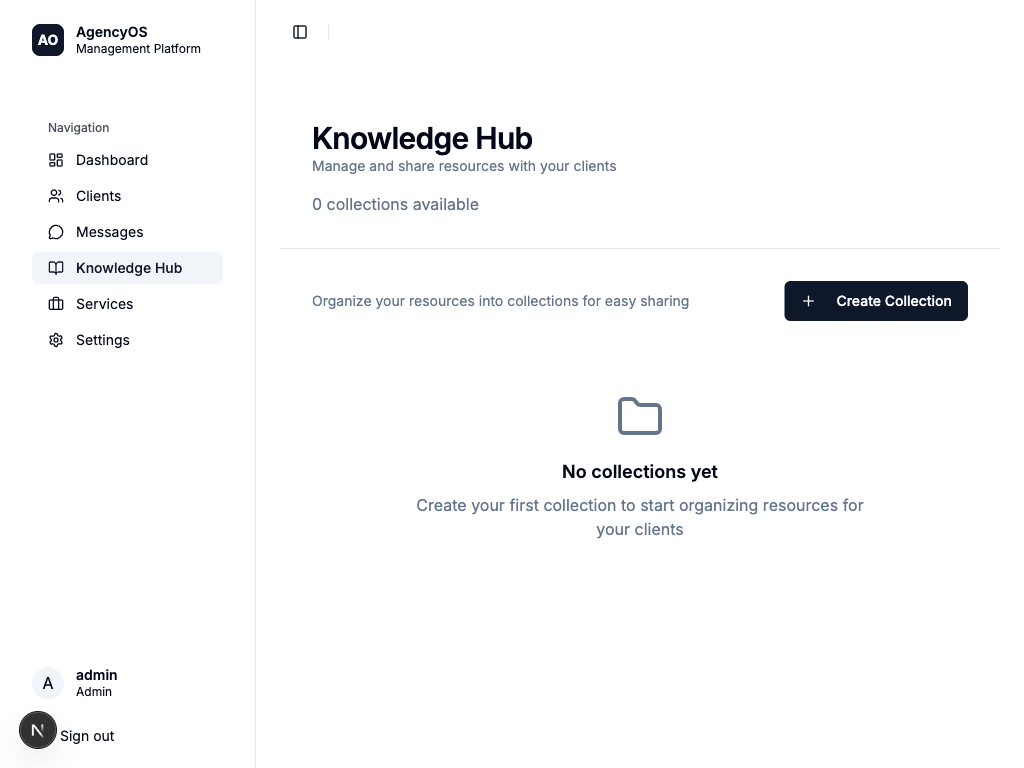 AO
AgencyOS
Management Platform
Navigation
Dashboard
Clients
Messages
Knowledge Hub
Services
Settings
A
admin
Admin
N
Sign out
Knowledge Hub
Manage and share resources with your clients
0 collections available
Organize your resources into collections for easy sharing
Create Collection
No collections yet
Create your first collection to start organizing resources for
your clients